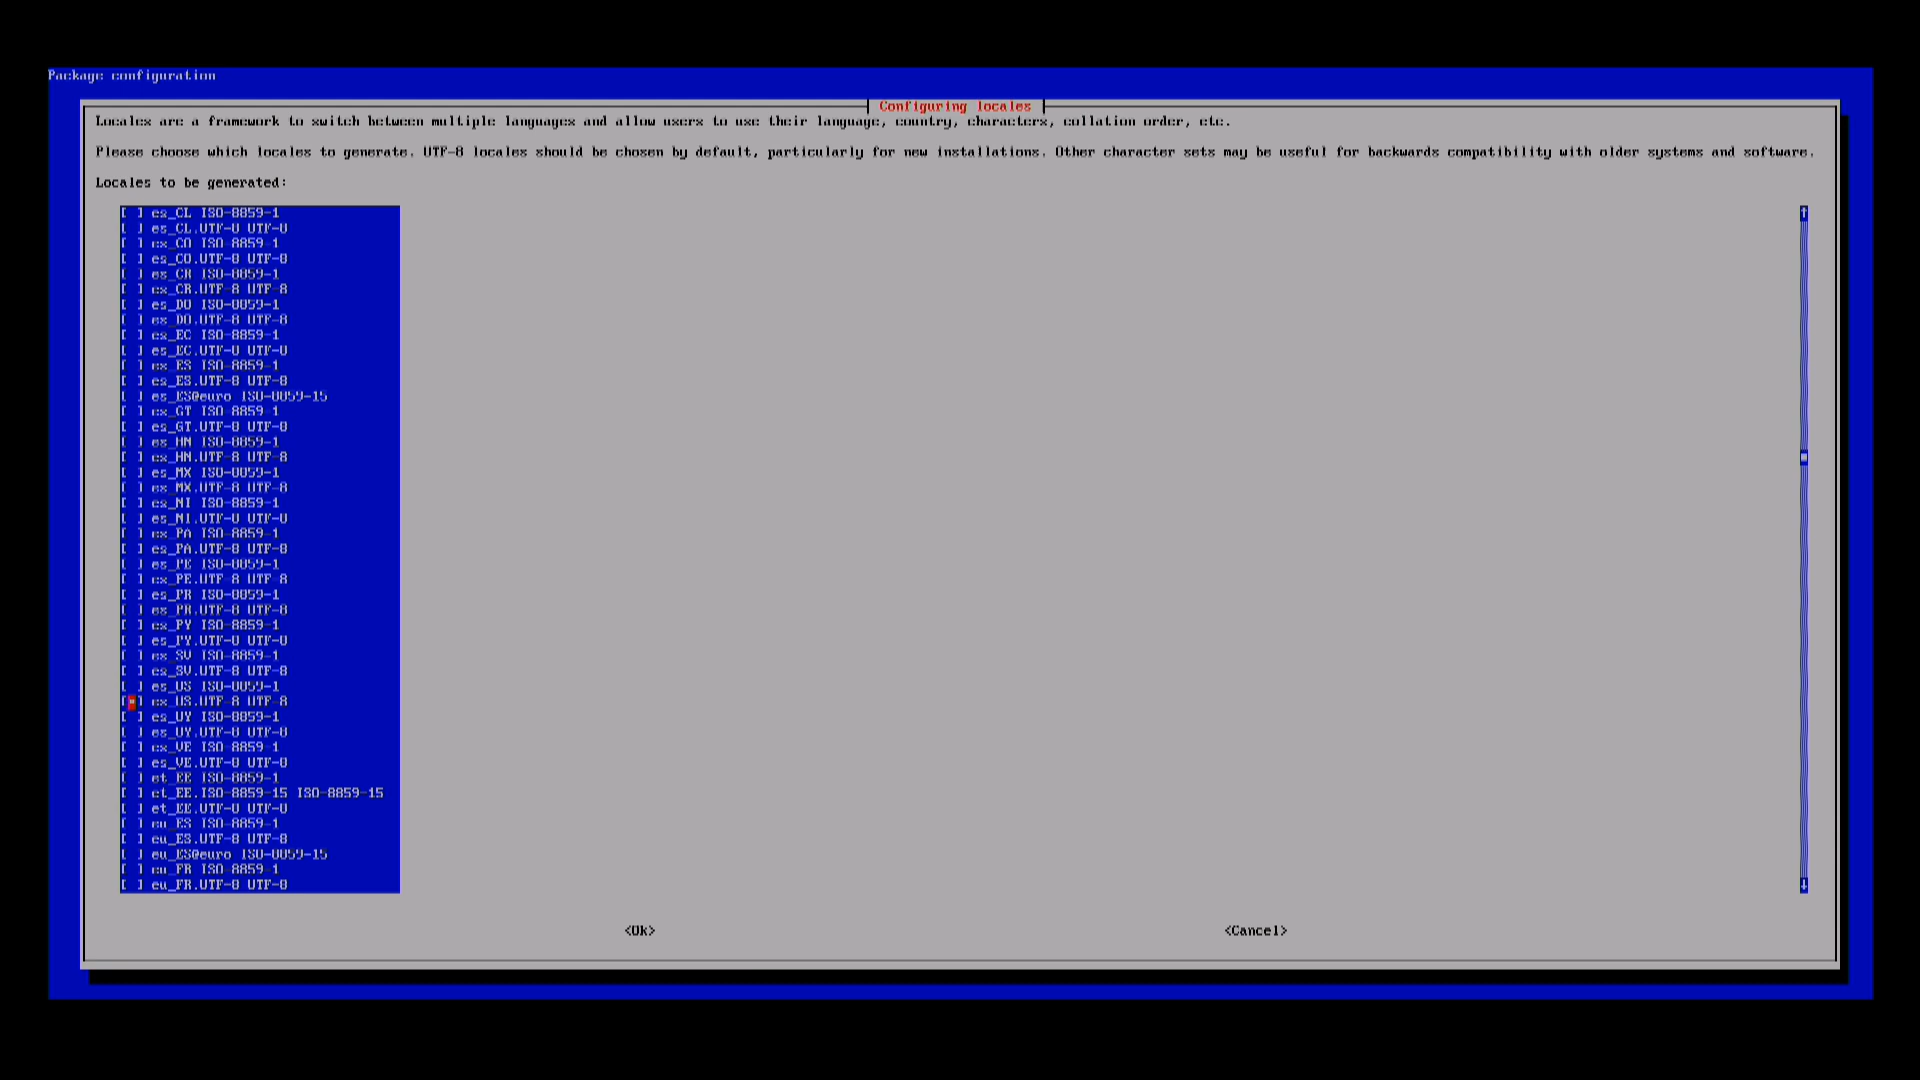 Package configuration
Configuring locales
Locales are a framework to switch between multiple languages and allow users to use their language, country, characters, collation order, etc.
Please choose which locales to generate. UTF-8 locales should be chosen by default, particularly for new installations. Other character sets may be useful for backwards compatibility with older systems and software.
Locales to be generated:
[ ] es_CL ISO-8859-1
[ ] es_CL.UTF-8 UTF-8
[ ] es_CO ISO-8859-1
[ ] es_CO.UTF-8 UTF-8
[ ] es_CR ISO-8859-1
[ ] es_CR.UTF-8 UTF-8
[ ] es_DO ISO-8859-1
[ ] es_DO.UTF-8 UTF-8
[ ] es_EC ISO-8859-1
[ ] es_EC.UTF-8 UTF-8
[ ] es_ES ISO-8859-1
[ ] es_ES.UTF-8 UTF-8
[ ] es_ES@euro ISO-8859-15
[ ] es_GT ISO-8859-1
[ ] es_GT.UTF-8 UTF-8
[ ] es_HN ISO-8859-1
[ ] es_HN.UTF-8 UTF-8
[ ] es_MX ISO-8859-1
[ ] es_MX.UTF-8 UTF-8
[ ] es_NI ISO-8859-1
[ ] es_NI.UTF-8 UTF-8
[ ] es_PA ISO-8859-1
[ ] es_PA.UTF-8 UTF-8
[ ] es_PE ISO-8859-1
[ ] es_PE.UTF-8 UTF-8
[ ] es_PR ISO-8859-1
[ ] es_PR.UTF-8 UTF-8
[ ] es_PY ISO-8859-1
[ ] es_PY.UTF-8 UTF-8
[ ] es_SV ISO-8859-1
[ ] es_SV.UTF-8 UTF-8
[ ] es_US ISO-8859-1
[*] es_US.UTF-8 UTF-8
[ ] es_UY ISO-8859-1
[ ] es_UY.UTF-8 UTF-8
[ ] es_VE ISO-8859-1
[ ] es_VE.UTF-8 UTF-8
[ ] et_EE ISO-8859-1
[ ] et_EE.ISO-8859-15 ISO-8859-15
[ ] et_EE.UTF-8 UTF-8
[ ] eu_ES ISO-8859-1
[ ] eu_ES.UTF-8 UTF-8
[ ] eu_ES@euro ISO-8859-15
[ ] eu_FR ISO-8859-1
[ ] eu_FR.UTF-8 UTF-8
<Ok>
<Cancel>